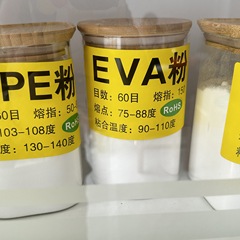 PE粉
60目 熔指: 50-
103-108度 RoHS
度: 130-140度
EVA粉
目数: 60目 熔指: 150
熔点: 75-88度 RoHS
粘合温度: 90-110度